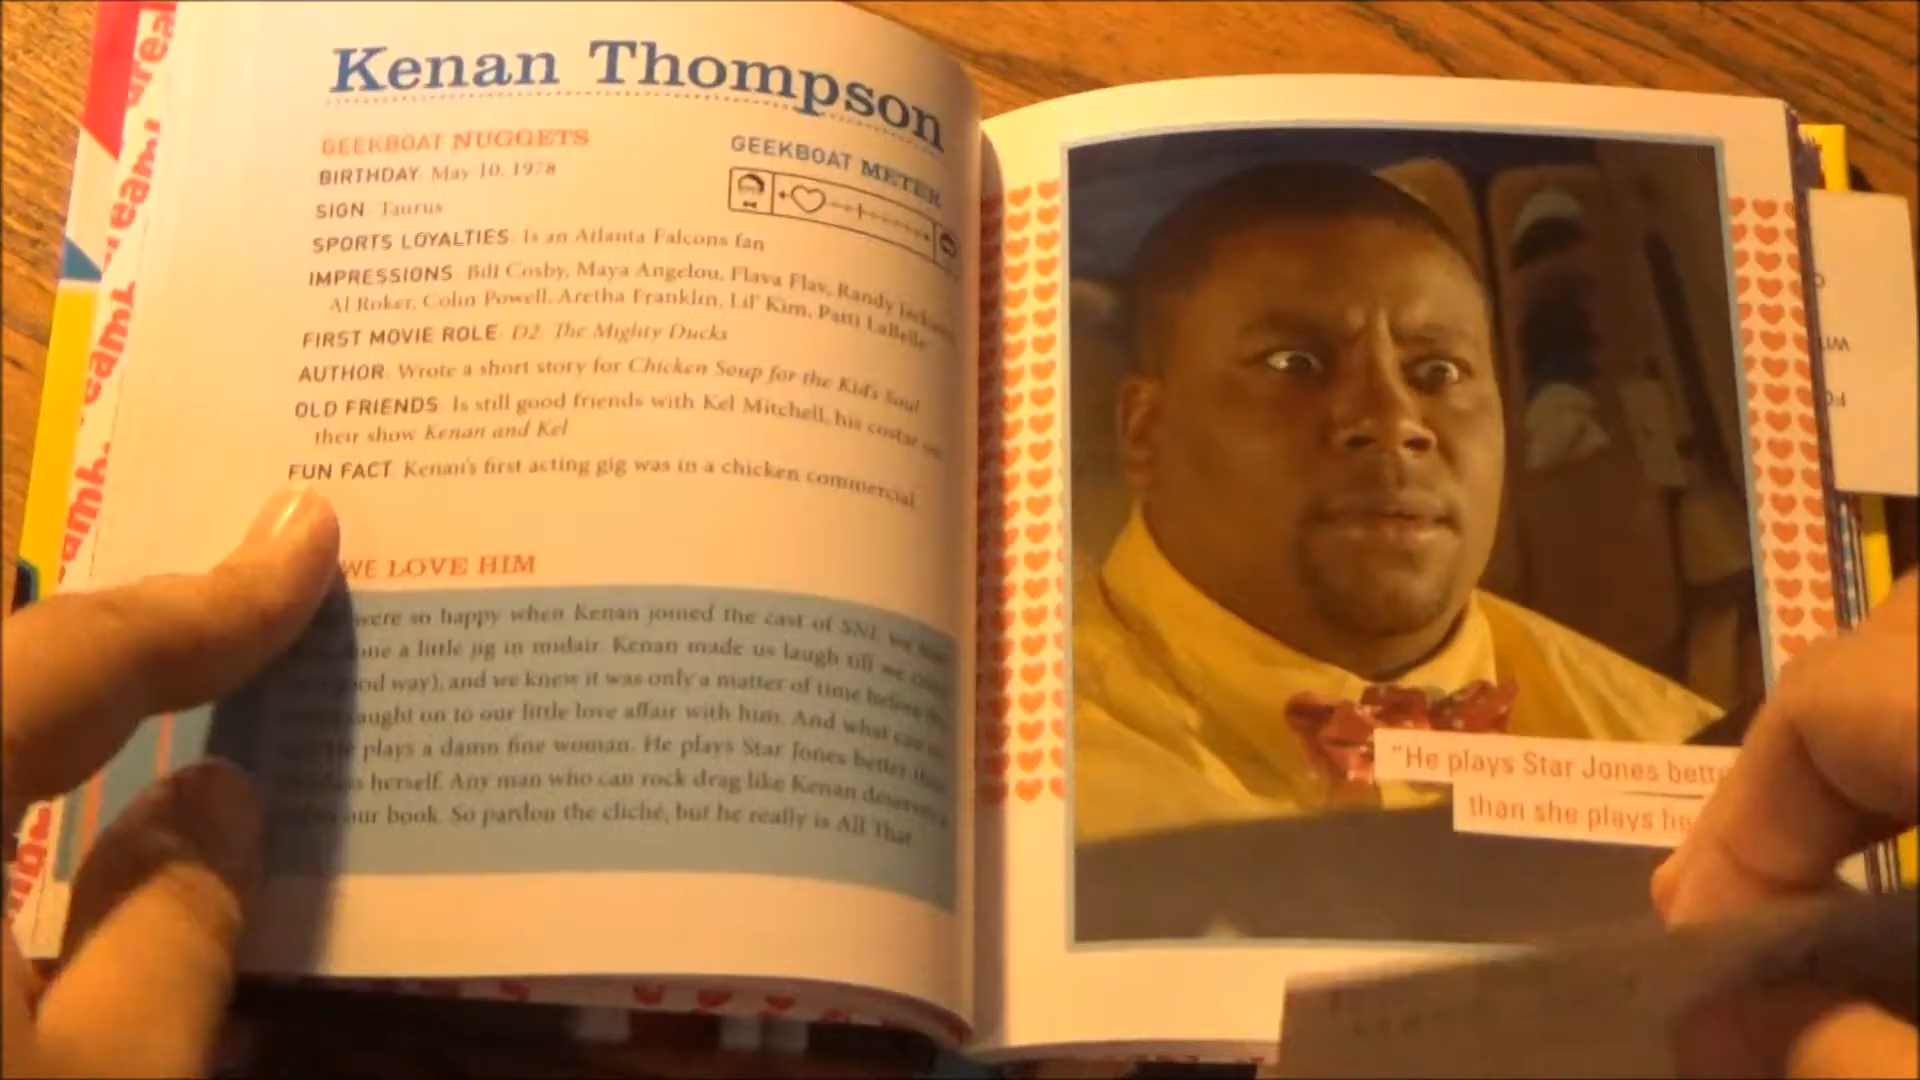 Kenan Thompson
GEEKBOAT NUGGETS
BIRTHDAY May 10, 1978
SIGN Taurus
SPORTS LOYALTIES Is an Atlanta Falcons fan
IMPRESSIONS Bill Cosby, Maya Angelou, Flava Flav, Randy
Al Roker, Colin Powell, Aretha Franklin, Lil' Kim, Patti LaBelle
FIRST MOVIE ROLE D2: The Mighty Ducks
AUTHOR Wrote a short story for Chicken Soup for the Kid's Soul
OLD FRIENDS Is still good friends with Kel Mitchell, his costar on
their show Kenan and Kel
FUN FACT Kenan's first acting gig was in a chicken commercial.
GEEKBOAT METER
WE LOVE HIM
were so happy when Kenan joined the cast of SNL, we
a little jig in midair. Kenan made us laugh till we
way), and we knew it was only a matter of time before
caught on to our little love affair with him. And what can
plays a damn fine woman. He plays Star Jones better
herself. Any man who can rock drag like Kenan deserves
our book. So pardon the cliché, but he really is All That
"He plays Star Jones
than she plays